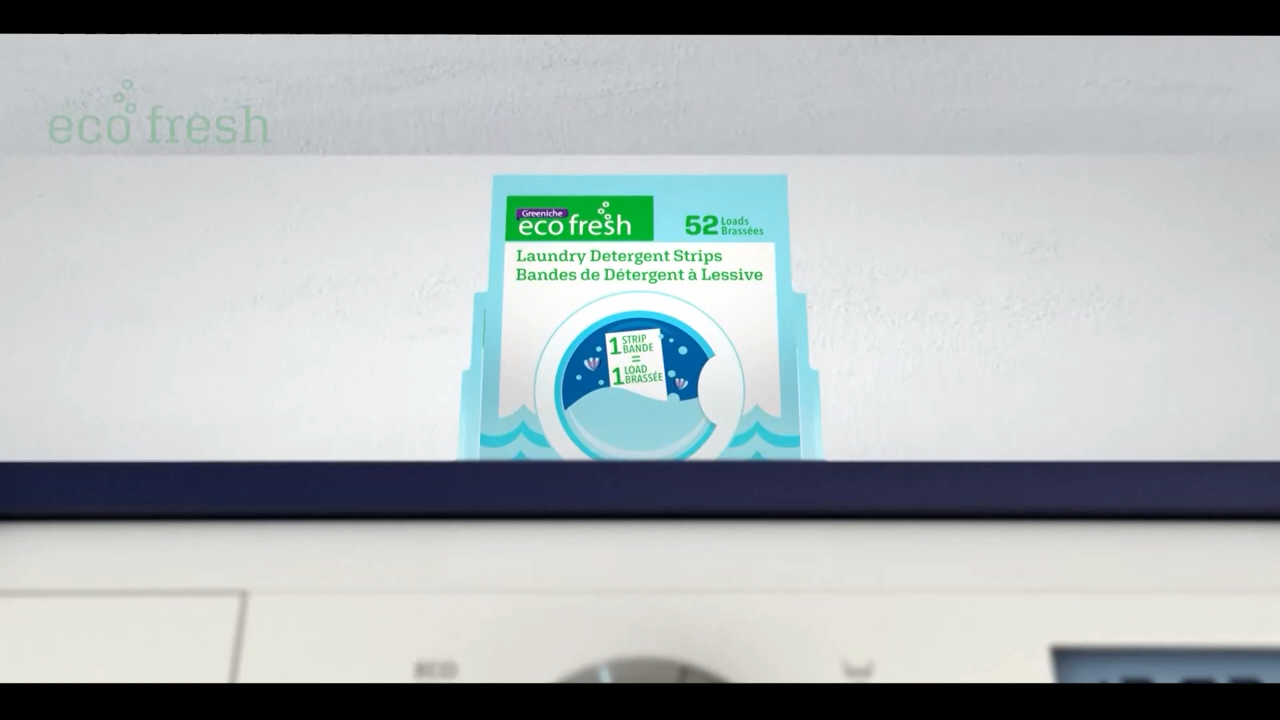 eco fresh
Greeniche
eco fresh
52 Loads
Brassées
Laundry Detergent Strips
Bandes de Détergent à Lessive
1 STRIP
BANDE
=
1 LOAD
BRASSÉE
eco